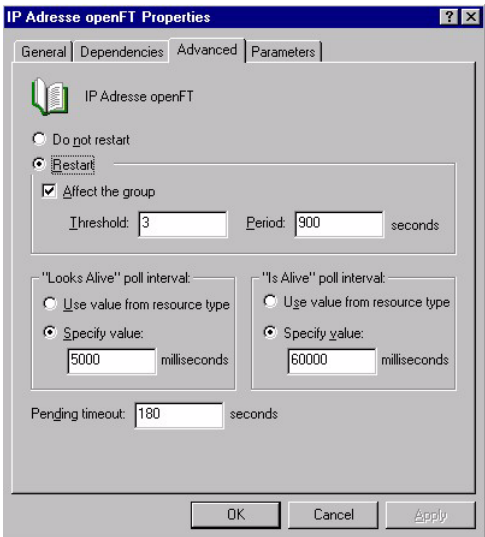 IP Adresse openFT Properties
General Dependencies Advanced Parameters
IP Adresse openFT
Do not restart
Restart
Affect the group
Threshold: 3 Period: 900 seconds
"Looks Alive" poll interval: "Is Alive" poll interval:
Use value from resource type Use value from resource type
Specify value: Specify value:
5000 milliseconds 60000 milliseconds
Pending timeout: 180 seconds
OK Cancel Apply